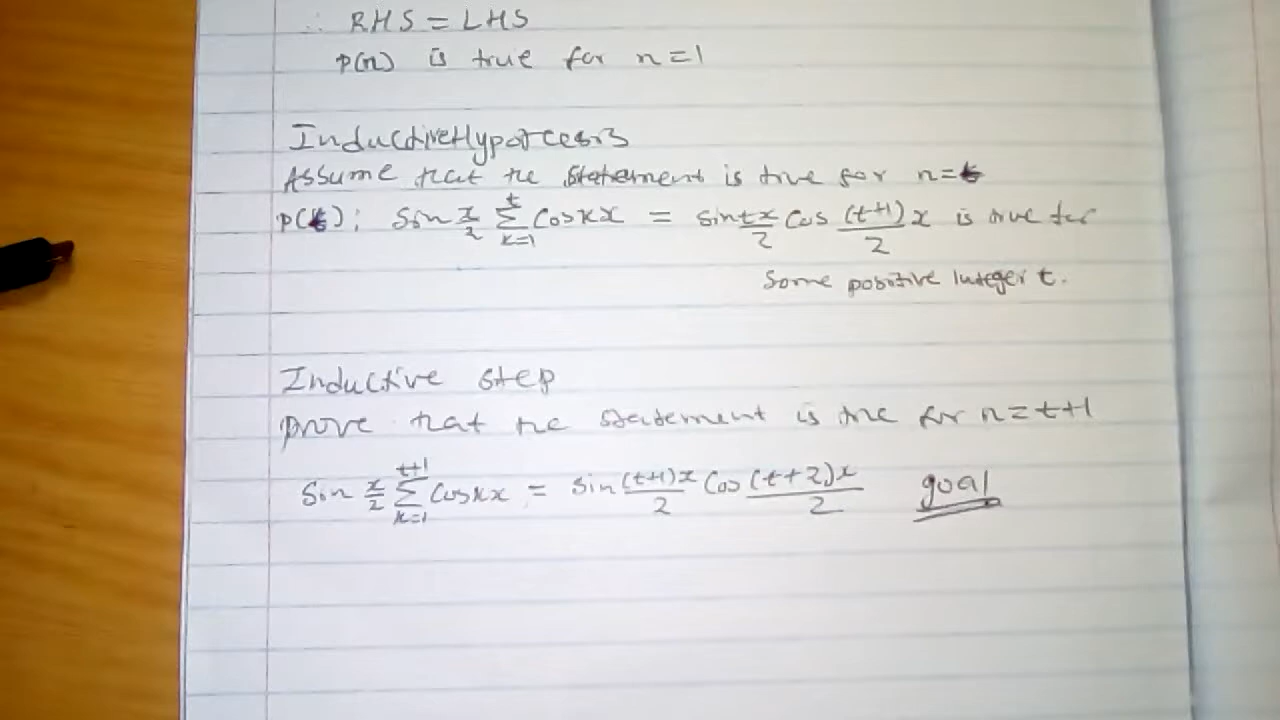 ∴ RHS = LHS
p(n) is true for n=1
Inductive Hypothesis
Assume that the statement is true for n=t
p(t): Sin x/2 ∑_{k=1}^{t} Cos kx = sin tx/2 Cos (t+1)x/2 is true for
Some positive integer t.
Inductive step
prove that the statement is true for n=t+1
Sin x/2 ∑_{k=1}^{t+1} Cos kx = sin (t+1)x/2 Cos (t+2)x/2 goal